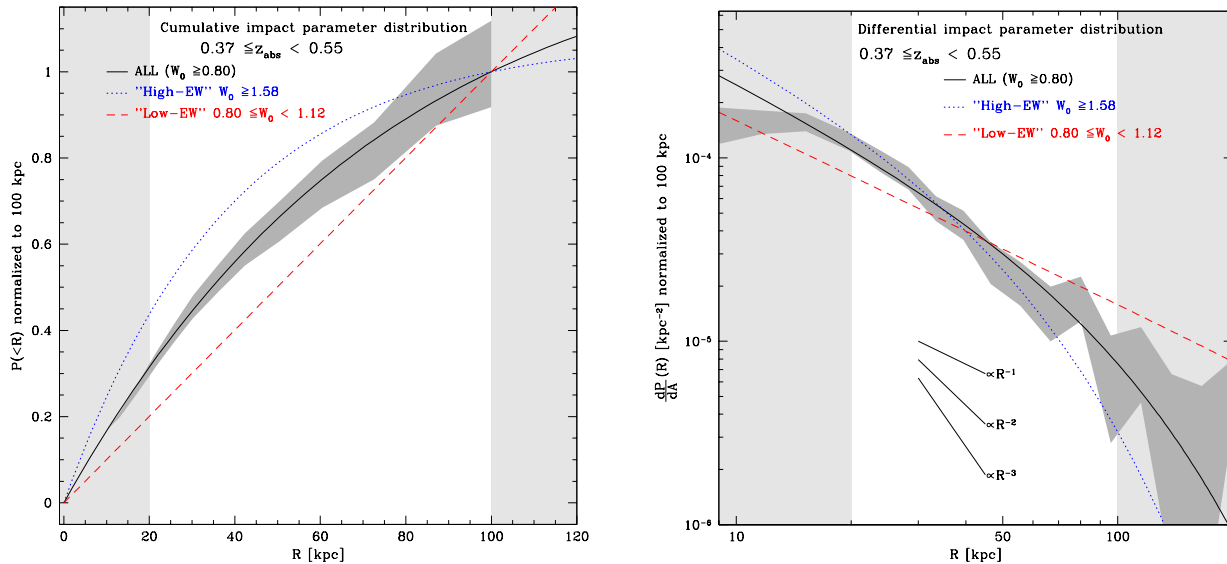 Cumulative impact parameter distribution
0.37 ≦z_abs < 0.55
ALL (W_0 ≧0.80)
"High-EW" W_0 ≧1.58
"Low-EW" 0.80 ≦W_0 < 1.12
P(<R) normalized to 100 kpc
1
0.8
0.6
0.4
0.2
0
0 20 40 60 80 100 120
R [kpc]
Differential impact parameter distribution
0.37 ≦z_abs < 0.55
ALL (W_0 ≧0.80)
"High-EW" W_0 ≧1.58
"Low-EW" 0.80 ≦W_0 < 1.12
dP/dA (R) [kpc^-2] normalized to 100 kpc
10^-4
10^-5
10^-6
∝R^-1
∝R^-2
∝R^-3
10 50 100
R [kpc]